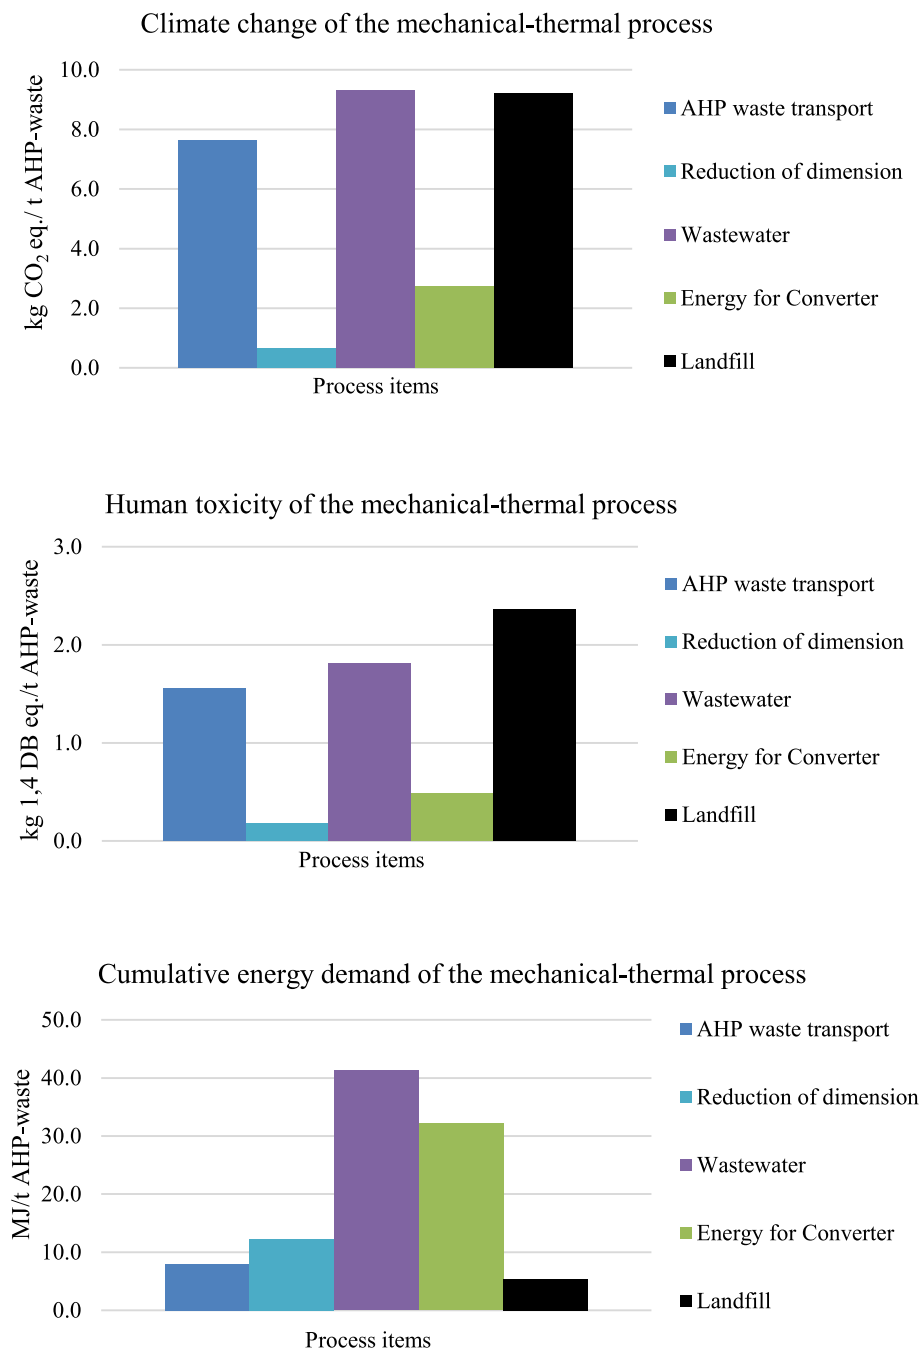 Climate change of the mechanical-thermal process
kg CO₂ eq./ t AHP-waste
10.0
8.0
6.0
4.0
2.0
0.0
Process items
AHP waste transport
Reduction of dimension
Wastewater
Energy for Converter
Landfill
Human toxicity of the mechanical-thermal process
kg 1,4 DB eq./t AHP-waste
3.0
2.0
1.0
0.0
Process items
AHP waste transport
Reduction of dimension
Wastewater
Energy for Converter
Landfill
Cumulative energy demand of the mechanical-thermal process
MJ/t AHP-waste
50.0
40.0
30.0
20.0
10.0
0.0
Process items
AHP waste transport
Reduction of dimension
Wastewater
Energy for Converter
Landfill